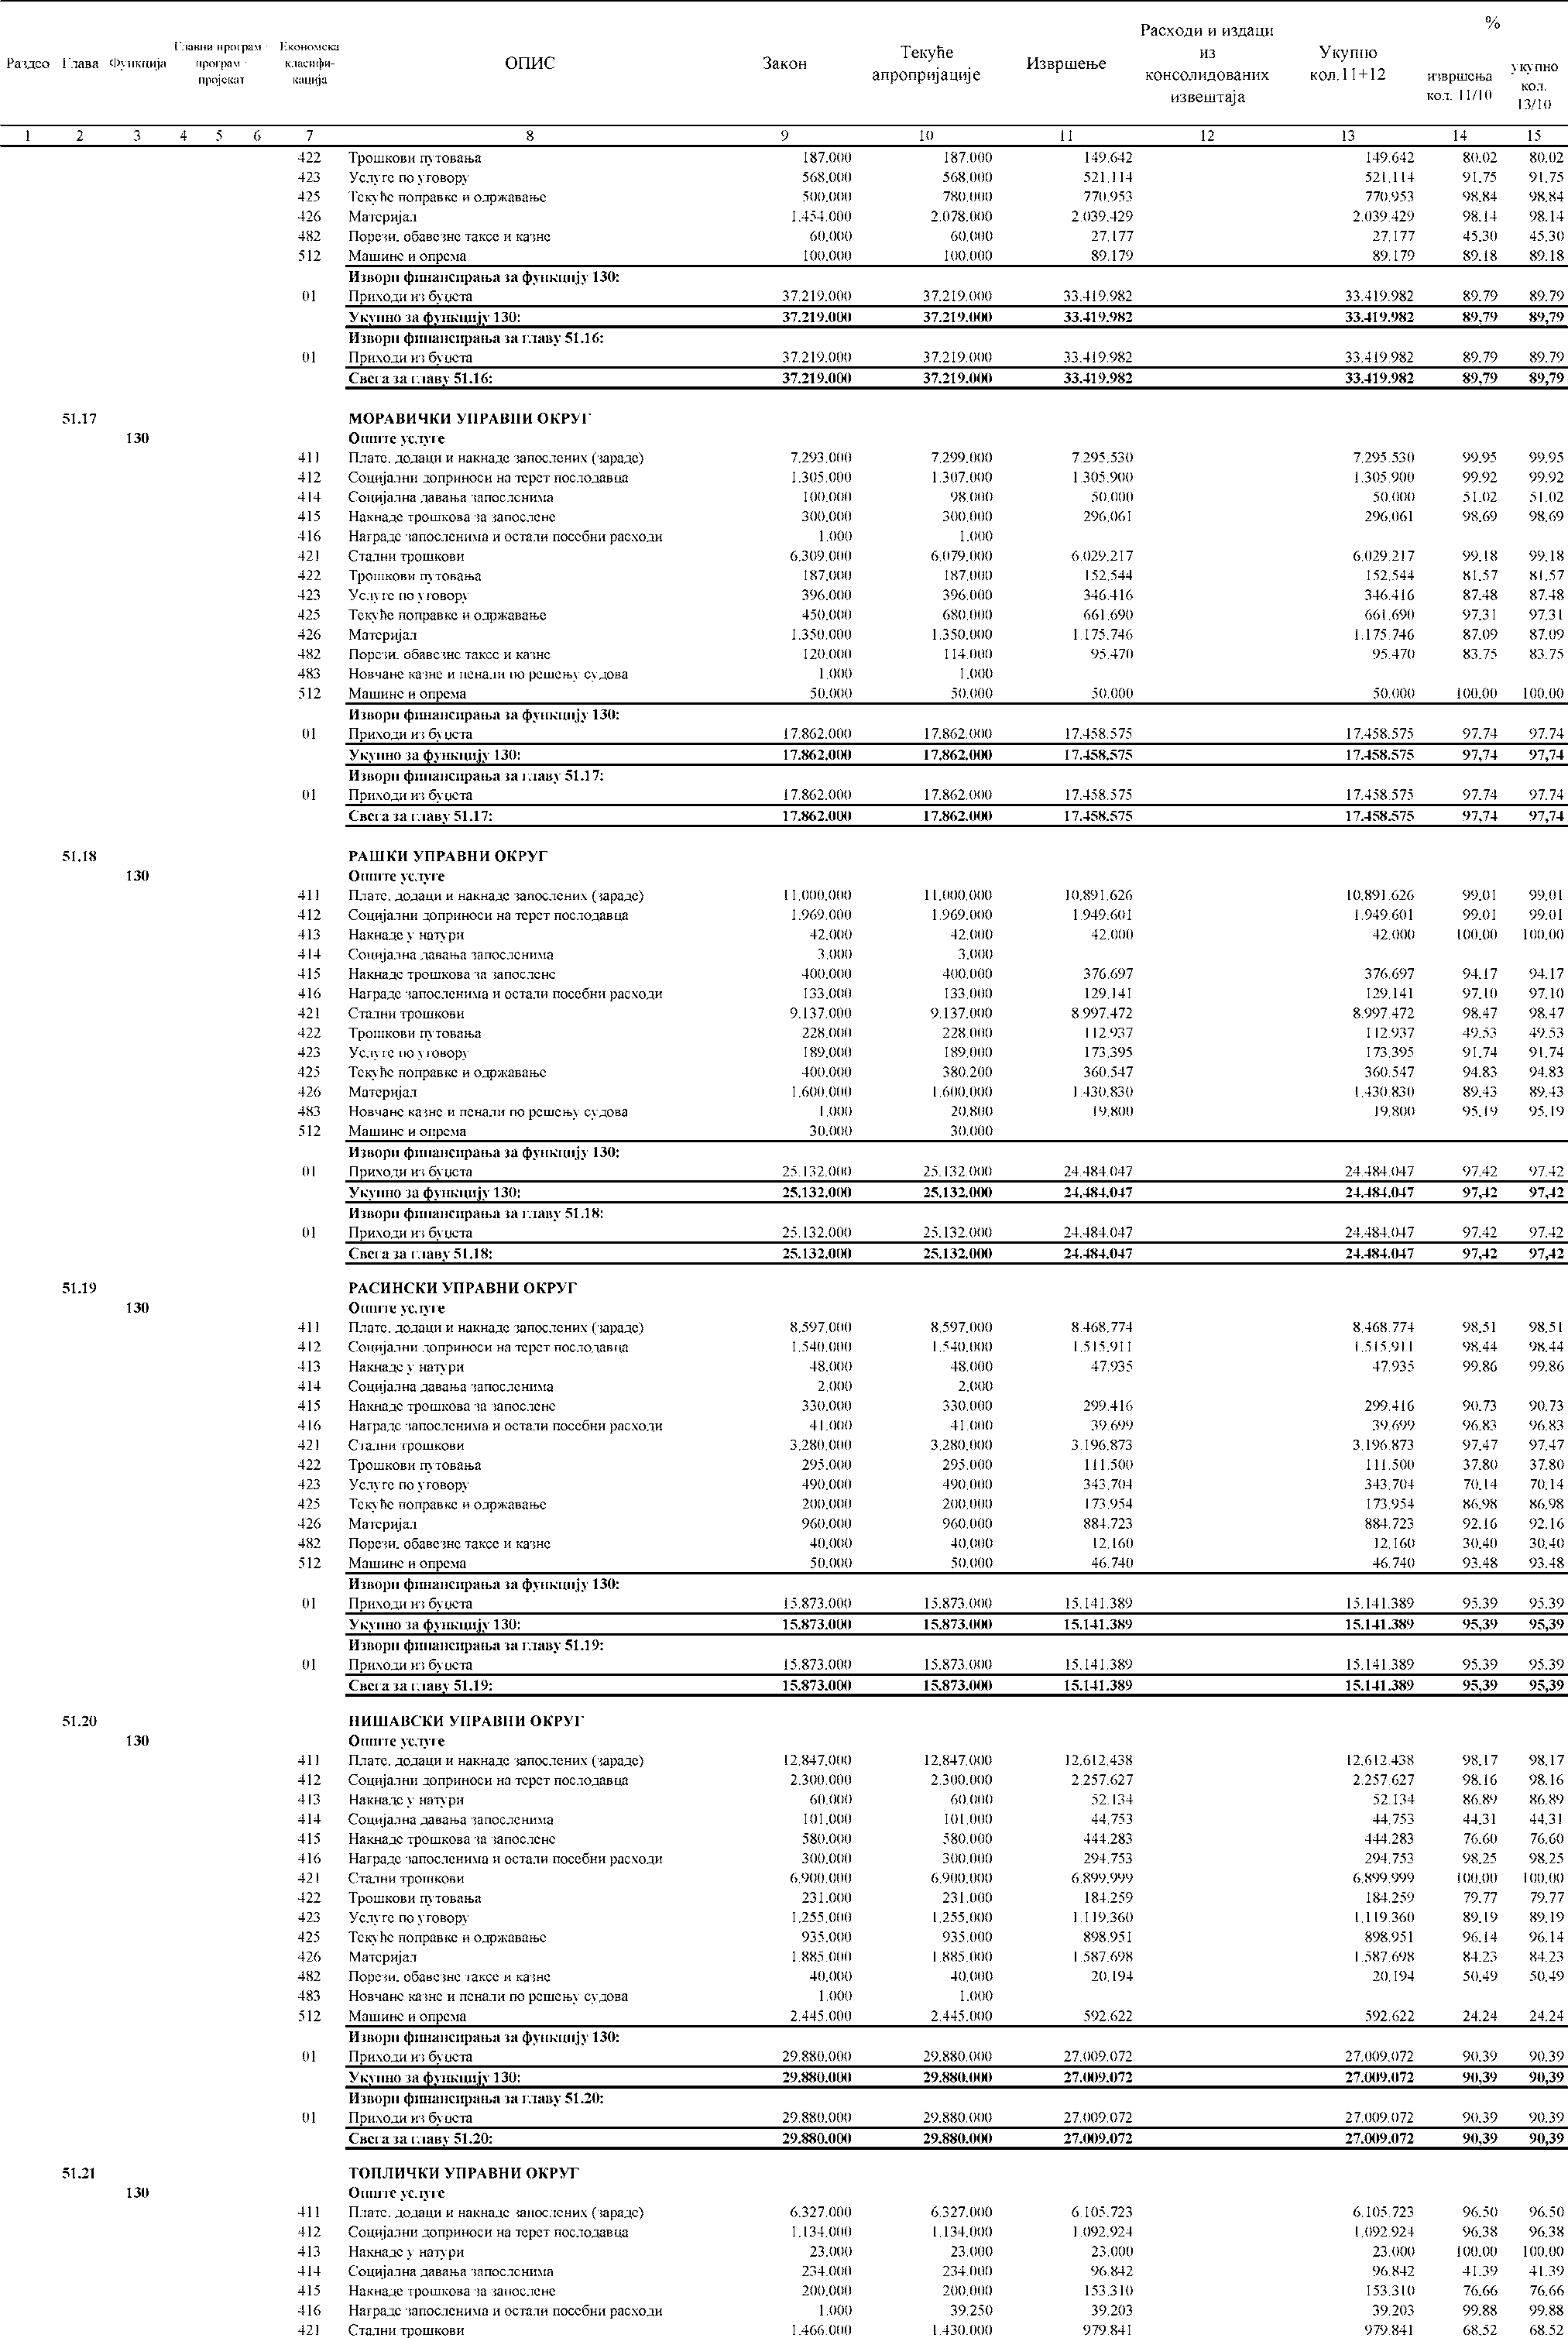 Раздео Глава Функција Главни програм - програм - пројекат Економска класифи-кација ОПИС Закон Текуће апропријације Извршење Расходи и издаци из консолидованих извештаја Укупно кол.11+12 % извршења кол. 11/10 укупно кол. 13/10
1 2 3 4 5 6 7 8 9 10 11 12 13 14 15
422 Трошкови путовања 187.000 187.000 149.642 149.642 80,02 80,02
423 Услуге по уговору 568.000 568.000 521.114 521.114 91,75 91,75
425 Текуће поправке и одржавање 500.000 780.000 770.953 770.953 98,84 98,84
426 Материјал 1.454.000 2.078.000 2.039.429 2.039.429 98,14 98,14
482 Порези, обавезне таксе и казне 60.000 60.000 27.177 27.177 45,30 45,30
512 Машине и опрема 100.000 100.000 89.179 89.179 89,18 89,18
Извори финансирања за функцију 130:
01 Приходи из буџета 37.219.000 37.219.000 33.419.982 33.419.982 89,79 89,79
Укупно за функцију 130: 37.219.000 37.219.000 33.419.982 33.419.982 89,79 89,79
Извори финансирања за главу 51.16:
01 Приходи из буџета 37.219.000 37.219.000 33.419.982 33.419.982 89,79 89,79
Свега за главу 51.16: 37.219.000 37.219.000 33.419.982 33.419.982 89,79 89,79
51.17 МОРАВИЧКИ УПРАВНИ ОКРУГ
130 Опште услуге
411 Плате, додаци и накнаде запослених (зараде) 7.293.000 7.299.000 7.295.530 7.295.530 99,95 99,95
412 Социјални доприноси на терет послодавца 1.305.000 1.307.000 1.305.900 1.305.900 99,92 99,92
414 Социјална давања запосленима 100.000 98.000 50.000 50.000 51,02 51,02
415 Накнаде трошкова за запослене 300.000 300.000 296.061 296.061 98,69 98,69
416 Награде запосленима и остали посебни расходи 1.000 1.000
421 Стални трошкови 6.309.000 6.079.000 6.029.217 6.029.217 99,18 99,18
422 Трошкови путовања 187.000 187.000 152.544 152.544 81,57 81,57
423 Услуге по уговору 396.000 396.000 346.416 346.416 87,48 87,48
425 Текуће поправке и одржавање 450.000 680.000 661.690 661.690 97,31 97,31
426 Материјал 1.350.000 1.350.000 1.175.746 1.175.746 87,09 87,09
482 Порези, обавезне таксе и казне 120.000 114.000 95.470 95.470 83,75 83,75
483 Новчане казне и пенали по решењу судова 1.000 1.000
512 Машине и опрема 50.000 50.000 50.000 50.000 100,00 100,00
Извори финансирања за функцију 130:
01 Приходи из буџета 17.862.000 17.862.000 17.458.575 17.458.575 97,74 97,74
Укупно за функцију 130: 17.862.000 17.862.000 17.458.575 17.458.575 97,74 97,74
Извори финансирања за главу 51.17:
01 Приходи из буџета 17.862.000 17.862.000 17.458.575 17.458.575 97,74 97,74
Свега за главу 51.17: 17.862.000 17.862.000 17.458.575 17.458.575 97,74 97,74
51.18 РАШКИ УПРАВНИ ОКРУГ
130 Опште услуге
411 Плате, додаци и накнаде запослених (зараде) 11.000.000 11.000.000 10.891.626 10.891.626 99,01 99,01
412 Социјални доприноси на терет послодавца 1.969.000 1.969.000 1.949.601 1.949.601 99,01 99,01
413 Накнаде у натури 42.000 42.000 42.000 42.000 100,00 100,00
414 Социјална давања запосленима 3.000 3.000
415 Накнаде трошкова за запослене 400.000 400.000 376.697 376.697 94,17 94,17
416 Награде запосленима и остали посебни расходи 133.000 133.000 129.141 129.141 97,10 97,10
421 Стални трошкови 9.137.000 9.137.000 8.997.472 8.997.472 98,47 98,47
422 Трошкови путовања 228.000 228.000 112.937 112.937 49,53 49,53
423 Услуге по уговору 189.000 189.000 173.395 173.395 91,74 91,74
425 Текуће поправке и одржавање 400.000 380.200 360.547 360.547 94,83 94,83
426 Материјал 1.600.000 1.600.000 1.430.830 1.430.830 89,43 89,43
483 Новчане казне и пенали по решењу судова 1.000 20.800 19.800 19.800 95,19 95,19
512 Машине и опрема 30.000 30.000
Извори финансирања за функцију 130:
01 Приходи из буџета 25.132.000 25.132.000 24.484.047 24.484.047 97,42 97,42
Укупно за функцију 130: 25.132.000 25.132.000 24.484.047 24.484.047 97,42 97,42
Извори финансирања за главу 51.18:
01 Приходи из буџета 25.132.000 25.132.000 24.484.047 24.484.047 97,42 97,42
Свега за главу 51.18: 25.132.000 25.132.000 24.484.047 24.484.047 97,42 97,42
51.19 РАСИНСКИ УПРАВНИ ОКРУГ
130 Опште услуге
411 Плате, додаци и накнаде запослених (зараде) 8.597.000 8.597.000 8.468.774 8.468.774 98,51 98,51
412 Социјални доприноси на терет послодавца 1.540.000 1.540.000 1.515.911 1.515.911 98,44 98,44
413 Накнаде у натури 48.000 48.000 47.935 47.935 99,86 99,86
414 Социјална давања запосленима 2.000 2.000
415 Накнаде трошкова за запослене 330.000 330.000 299.416 299.416 90,73 90,73
416 Награде запосленима и остали посебни расходи 41.000 41.000 39.699 39.699 96,83 96,83
421 Стални трошкови 3.280.000 3.280.000 3.196.873 3.196.873 97,47 97,47
422 Трошкови путовања 295.000 295.000 111.500 111.500 37,80 37,80
423 Услуге по уговору 490.000 490.000 343.704 343.704 70,14 70,14
425 Текуће поправке и одржавање 200.000 200.000 173.954 173.954 86,98 86,98
426 Материјал 960.000 960.000 884.723 884.723 92,16 92,16
482 Порези, обавезне таксе и казне 40.000 40.000 12.160 12.160 30,40 30,40
512 Машине и опрема 50.000 50.000 46.740 46.740 93,48 93,48
Извори финансирања за функцију 130:
01 Приходи из буџета 15.873.000 15.873.000 15.141.389 15.141.389 95,39 95,39
Укупно за функцију 130: 15.873.000 15.873.000 15.141.389 15.141.389 95,39 95,39
Извори финансирања за главу 51.19:
01 Приходи из буџета 15.873.000 15.873.000 15.141.389 15.141.389 95,39 95,39
Свега за главу 51.19: 15.873.000 15.873.000 15.141.389 15.141.389 95,39 95,39
51.20 НИШАВСКИ УПРАВНИ ОКРУГ
130 Опште услуге
411 Плате, додаци и накнаде запослених (зараде) 12.847.000 12.847.000 12.612.438 12.612.438 98,17 98,17
412 Социјални доприноси на терет послодавца 2.300.000 2.300.000 2.257.627 2.257.627 98,16 98,16
413 Накнаде у натури 60.000 60.000 52.134 52.134 86,89 86,89
414 Социјална давања запосленима 101.000 101.000 44.753 44.753 44,31 44,31
415 Накнаде трошкова за запослене 580.000 580.000 444.283 444.283 76,60 76,60
416 Награде запосленима и остали посебни расходи 300.000 300.000 294.753 294.753 98,25 98,25
421 Стални трошкови 6.900.000 6.900.000 6.899.999 6.899.999 100,00 100,00
422 Трошкови путовања 231.000 231.000 184.259 184.259 79,77 79,77
423 Услуге по уговору 1.255.000 1.255.000 1.119.360 1.119.360 89,19 89,19
425 Текуће поправке и одржавање 935.000 935.000 898.951 898.951 96,14 96,14
426 Материјал 1.885.000 1.885.000 1.587.698 1.587.698 84,23 84,23
482 Порези, обавезне таксе и казне 40.000 40.000 20.194 20.194 50,49 50,49
483 Новчане казне и пенали по решењу судова 1.000 1.000
512 Машине и опрема 2.445.000 2.445.000 592.622 592.622 24,24 24,24
Извори финансирања за функцију 130:
01 Приходи из буџета 29.880.000 29.880.000 27.009.072 27.009.072 90,39 90,39
Укупно за функцију 130: 29.880.000 29.880.000 27.009.072 27.009.072 90,39 90,39
Извори финансирања за главу 51.20:
01 Приходи из буџета 29.880.000 29.880.000 27.009.072 27.009.072 90,39 90,39
Свега за главу 51.20: 29.880.000 29.880.000 27.009.072 27.009.072 90,39 90,39
51.21 ТОПЛИЧКИ УПРАВНИ ОКРУГ
130 Опште услуге
411 Плате, додаци и накнаде запослених (зараде) 6.327.000 6.327.000 6.105.723 6.105.723 96,50 96,50
412 Социјални доприноси на терет послодавца 1.134.000 1.134.000 1.092.924 1.092.924 96,38 96,38
413 Накнаде у натури 23.000 23.000 23.000 23.000 100,00 100,00
414 Социјална давања запосленима 234.000 234.000 96.842 96.842 41,39 41,39
415 Накнаде трошкова за запослене 200.000 200.000 153.310 153.310 76,66 76,66
416 Награде запосленима и остали посебни расходи 1.000 39.250 39.203 39.203 99,88 99,88
421 Стални трошкови 1.466.000 1.430.000 979.841 979.841 68,52 68,52